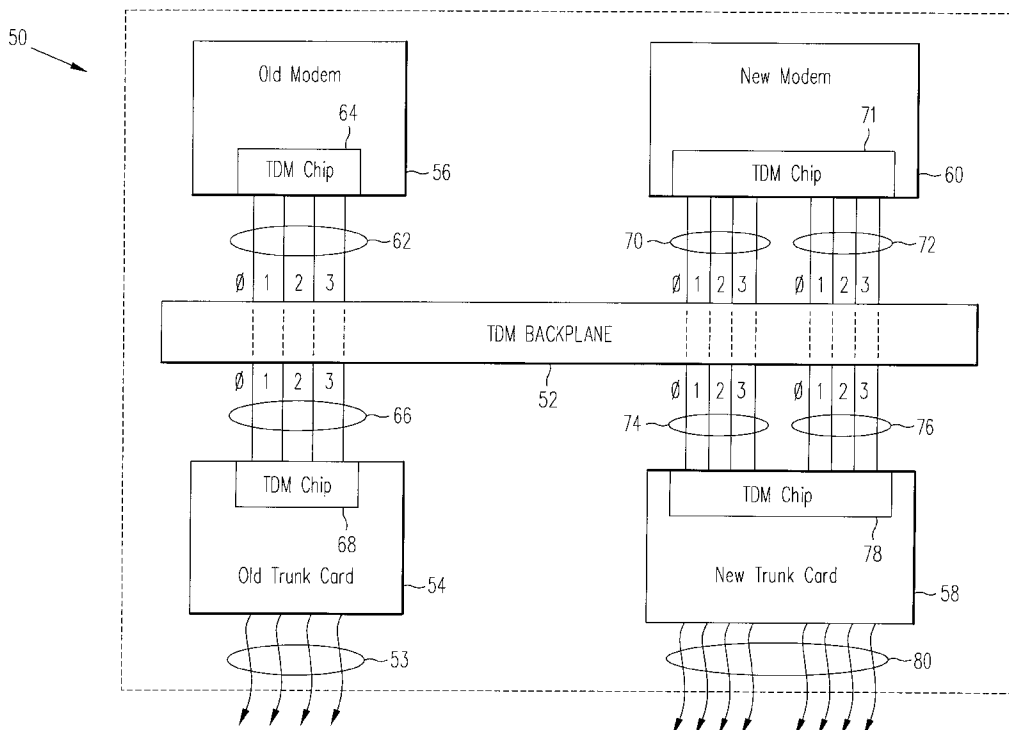 50
Old Modem
64
TDM Chip
56
New Modem
71
TDM Chip
60
62
70
72
Ø 1 2 3
Ø 1 2 3
Ø 1 2 3
TDM BACKPLANE
52
Ø 1 2 3
Ø 1 2 3
Ø 1 2 3
66
74
76
TDM Chip
68
Old Trunk Card
54
TDM Chip
78
New Trunk Card
58
53
80